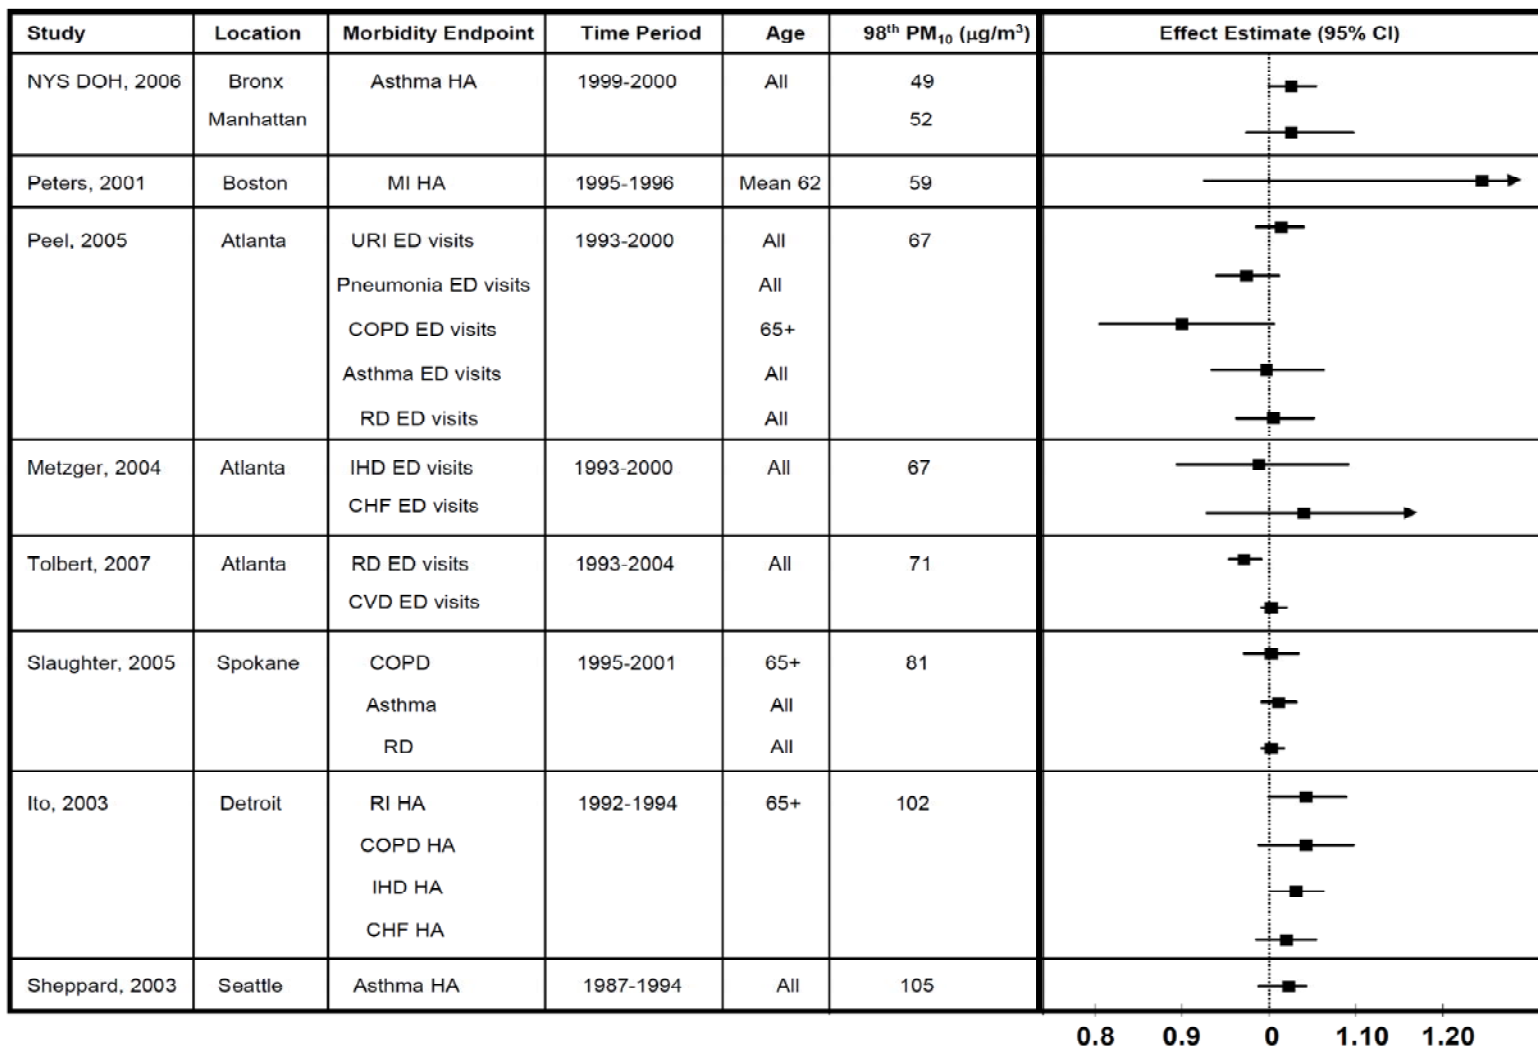 Study Location Morbidity Endpoint Time Period Age 98th PM10 (µg/m3) Effect Estimate (95% CI)
NYS DOH, 2006 Bronx Asthma HA 1999-2000 All 49
Manhattan 52
Peters, 2001 Boston MI HA 1995-1996 Mean 62 59
Peel, 2005 Atlanta URI ED visits 1993-2000 All 67
Pneumonia ED visits All
COPD ED visits 65+
Asthma ED visits All
RD ED visits All
Metzger, 2004 Atlanta IHD ED visits 1993-2000 All 67
CHF ED visits
Tolbert, 2007 Atlanta RD ED visits 1993-2004 All 71
CVD ED visits
Slaughter, 2005 Spokane COPD 1995-2001 65+ 81
Asthma All
RD All
Ito, 2003 Detroit RI HA 1992-1994 65+ 102
COPD HA
IHD HA
CHF HA
Sheppard, 2003 Seattle Asthma HA 1987-1994 All 105
0.8 0.9 0 1.10 1.20